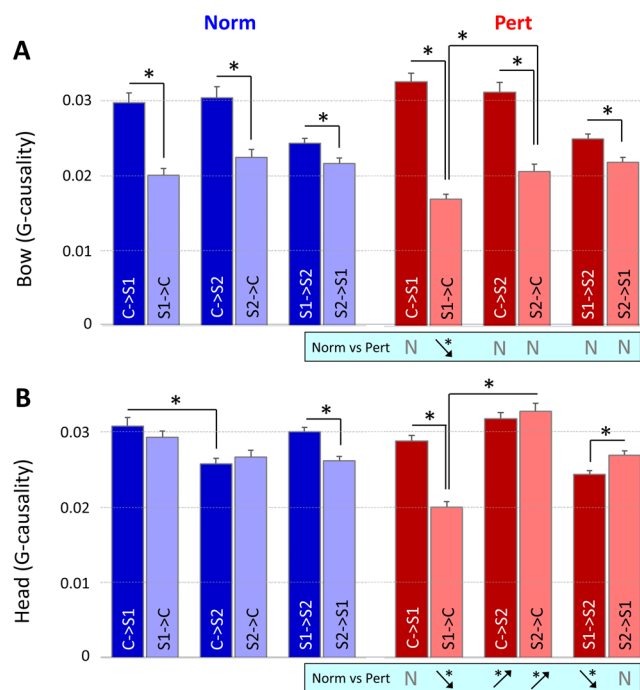 Norm Pert
A
* * * * * * *
Bow (G-causality)
0.03
0.02
0.01
0
C->S1 S1->C C->S2 S2->C S1->S2 S2->S1 C->S1 S1->C C->S2 S2->C S1->S2 S2->S1
Norm vs Pert N ↘* N N N N
B
* * * * *
Head (G-causality)
0.03
0.02
0.01
0
C->S1 S1->C C->S2 S2->C S1->S2 S2->S1 C->S1 S1->C C->S2 S2->C S1->S2 S2->S1
Norm vs Pert N ↘* *↗ *↗ ↘* N